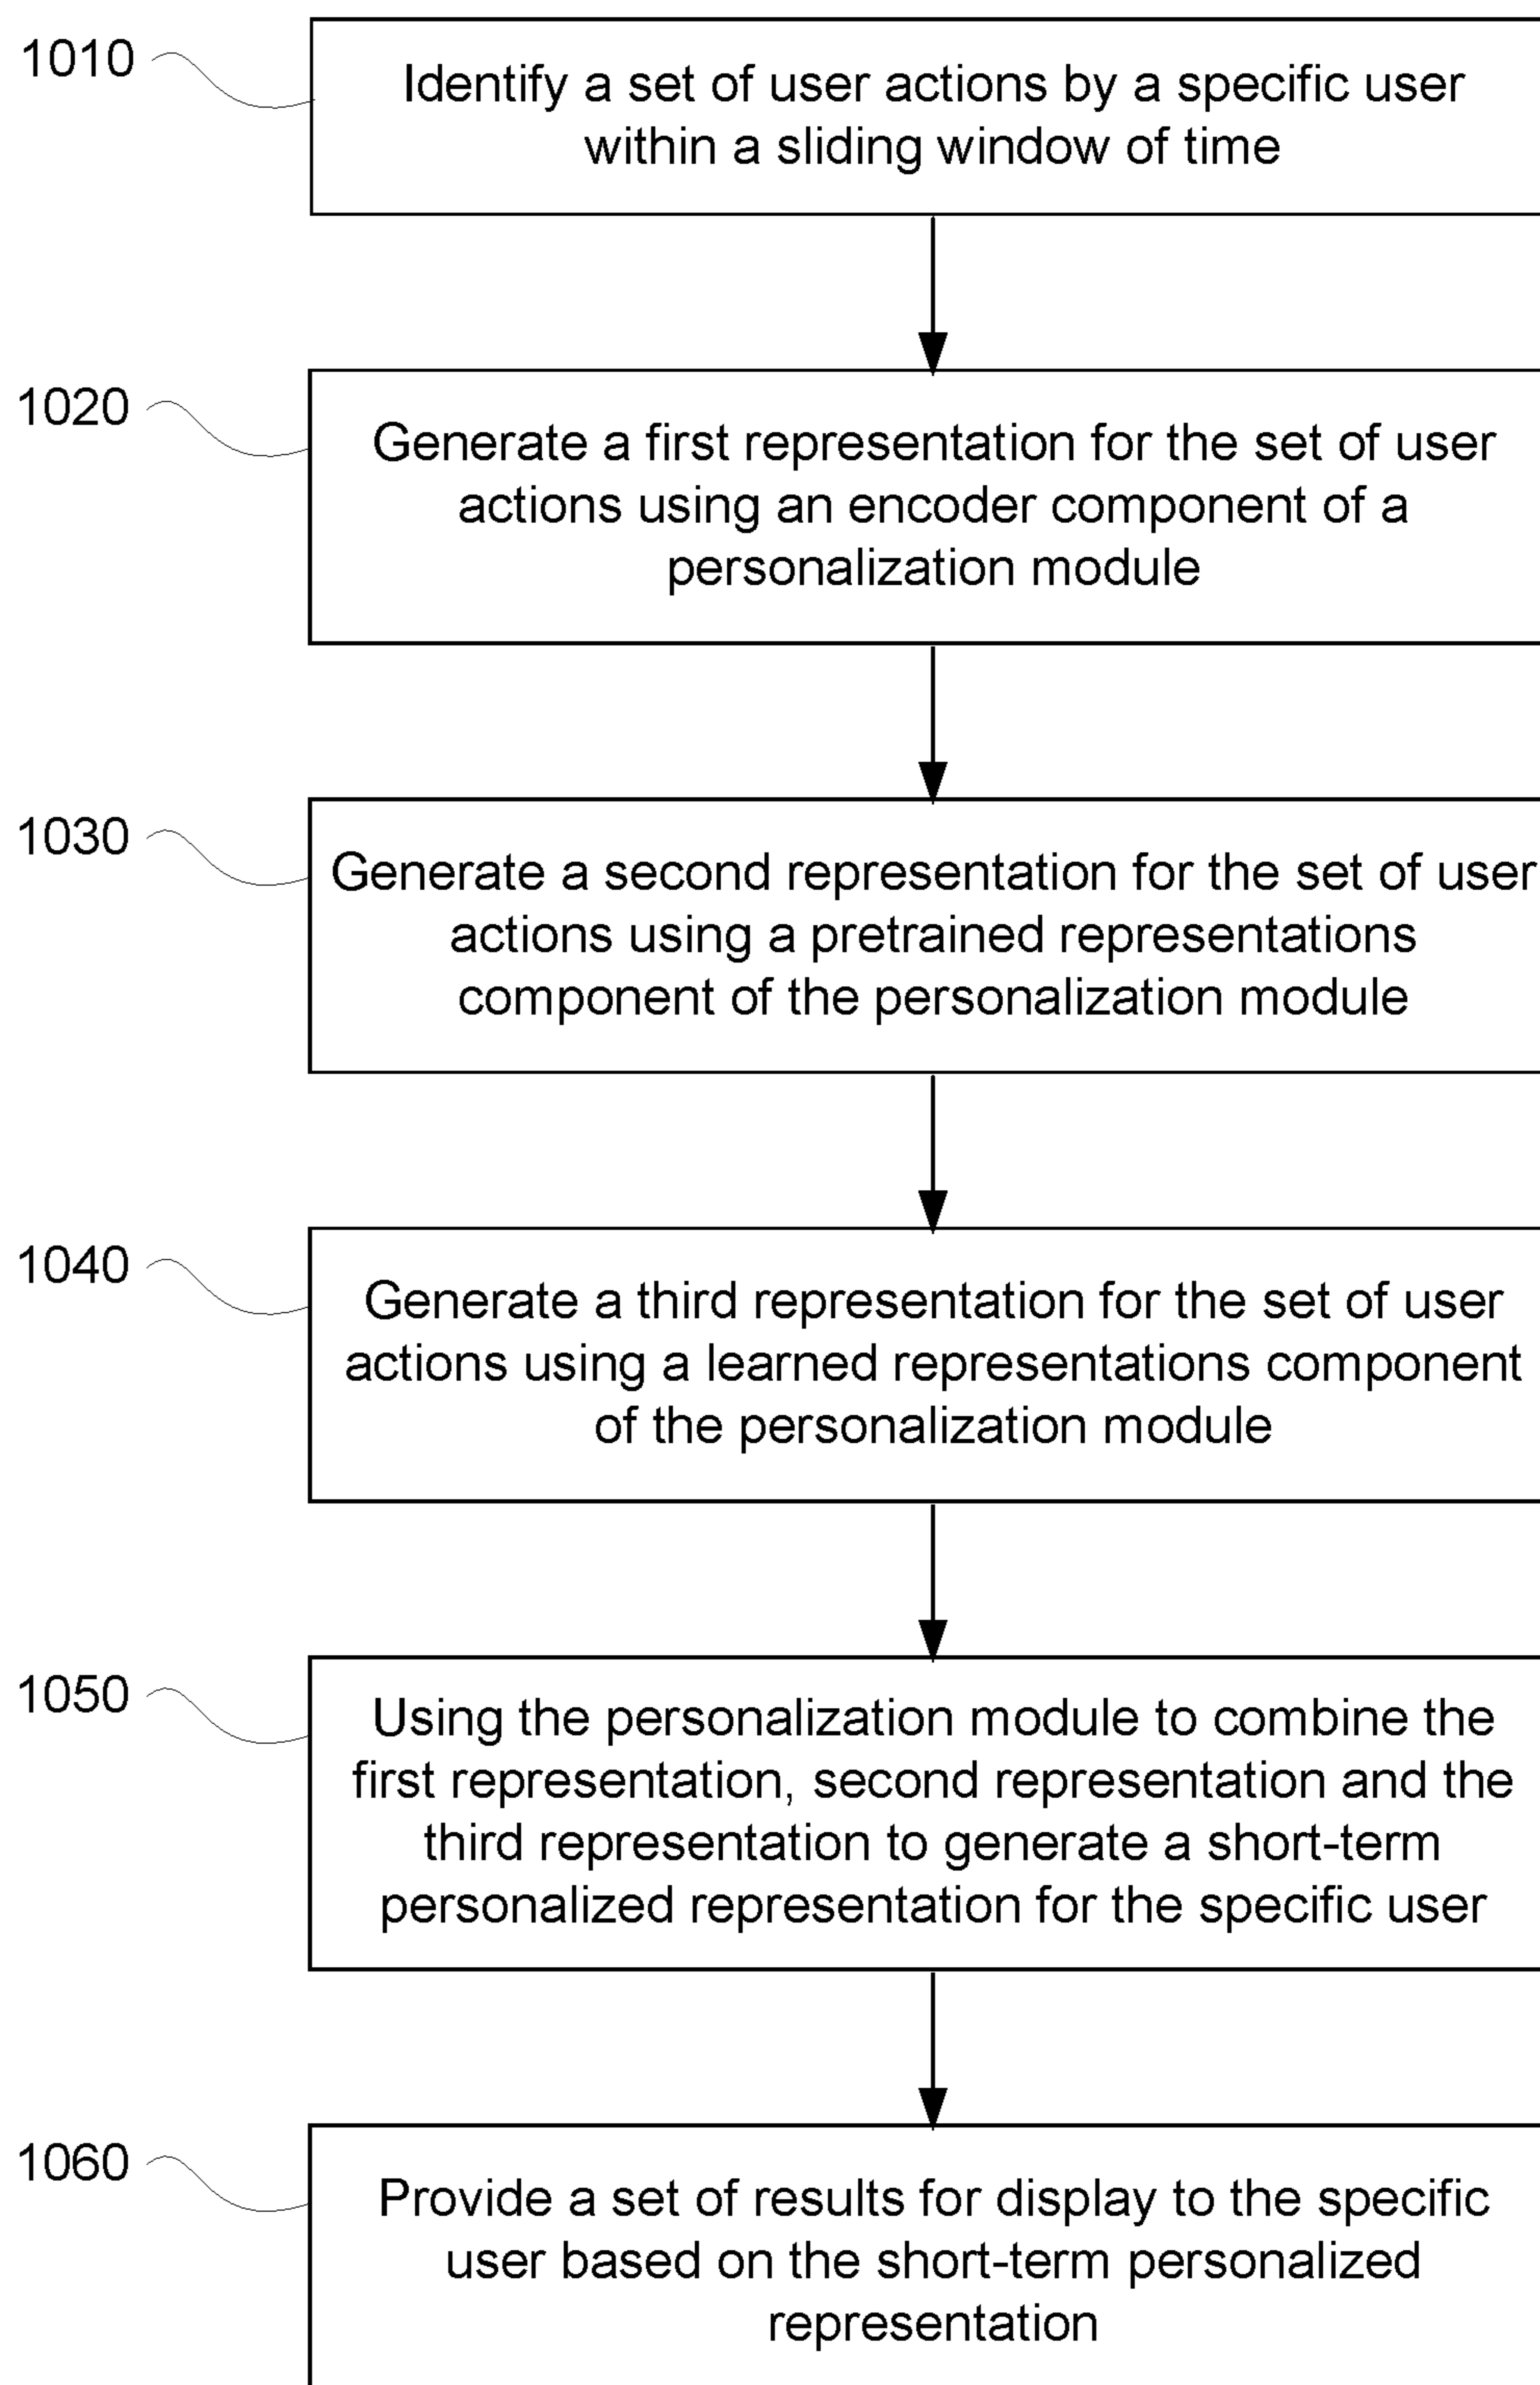 1010
Identify a set of user actions by a specific user
within a sliding window of time
1020
Generate a first representation for the set of user
actions using an encoder component of a
personalization module
1030
Generate a second representation for the set of user
actions using a pretrained representations
component of the personalization module
1040
Generate a third representation for the set of user
actions using a learned representations component
of the personalization module
1050
Using the personalization module to combine the
first representation, second representation and the
third representation to generate a short-term
personalized representation for the specific user
1060
Provide a set of results for display to the specific
user based on the short-term personalized
representation